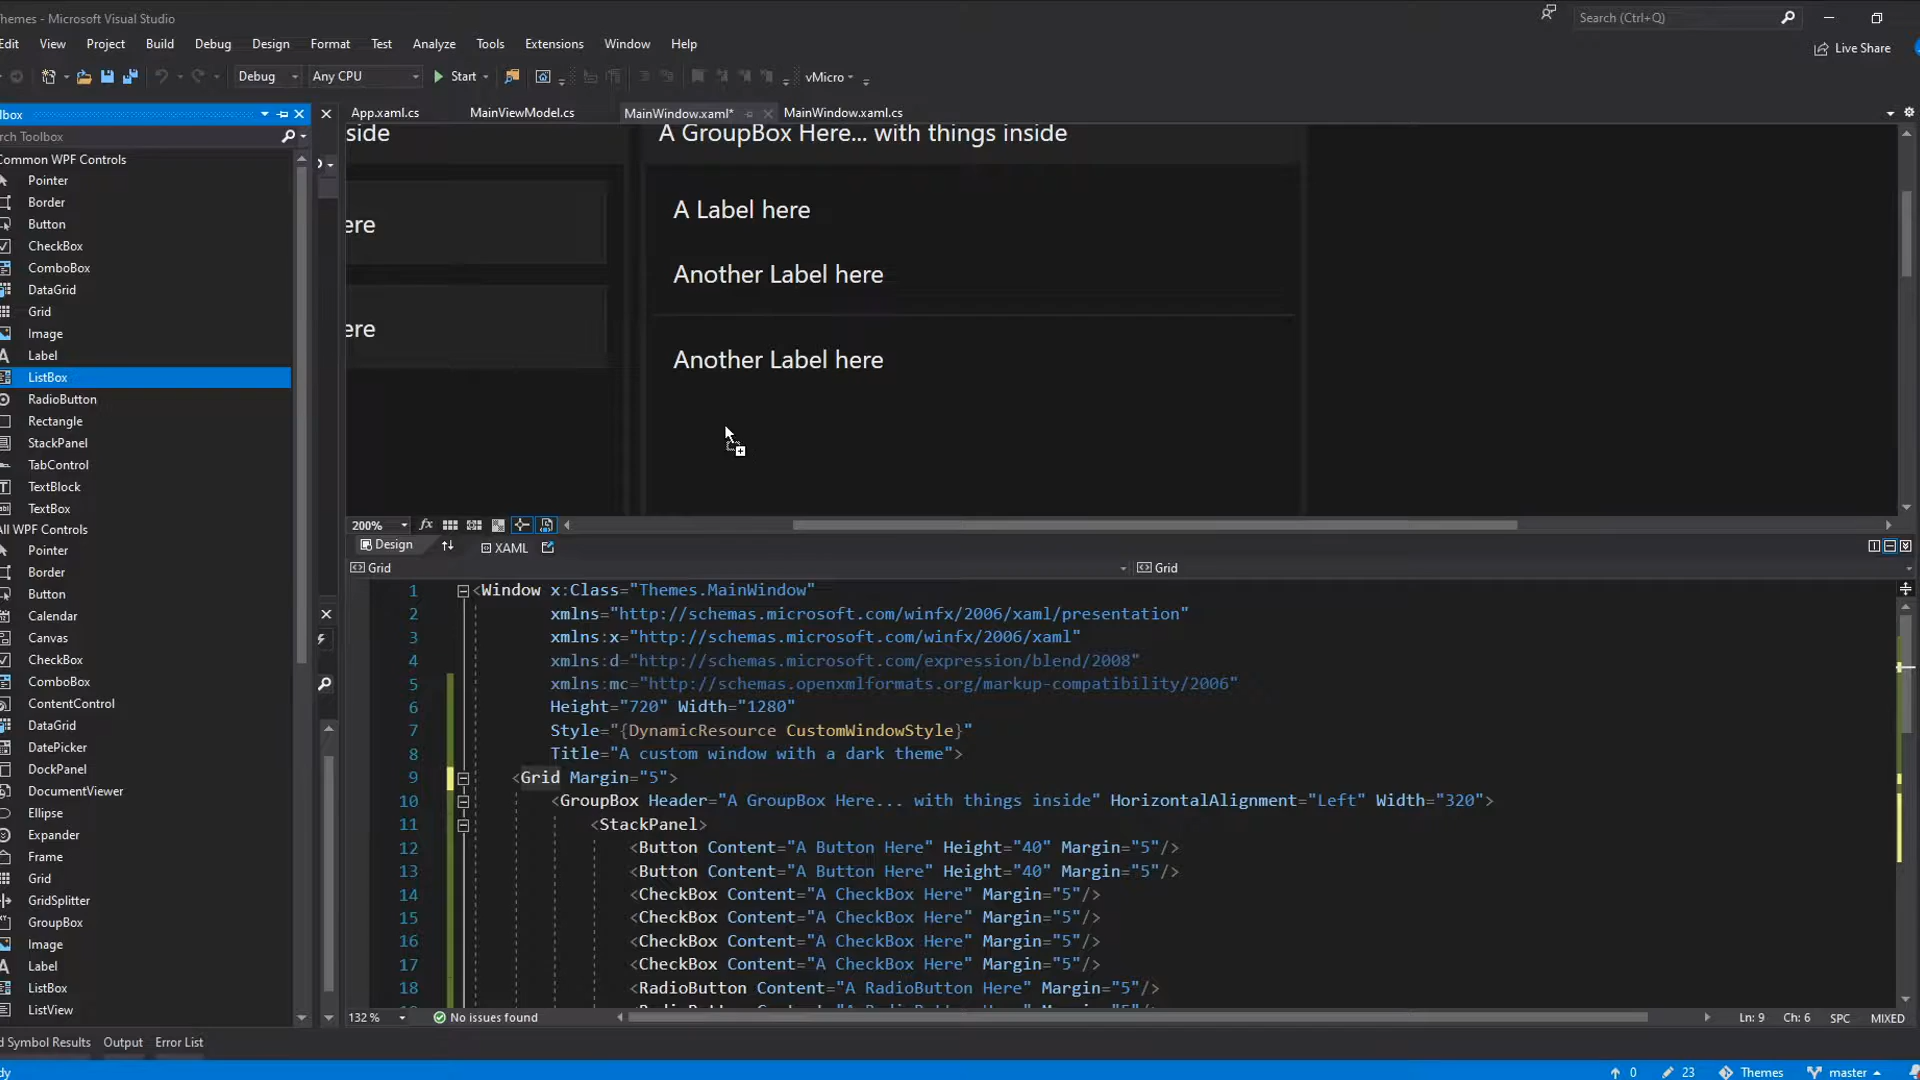 hemes - Microsoft Visual Studio
Search (Ctrl+Q)
Edit View Project Build Debug Design Format Test Analyze Tools Extensions Window Help
Live Share
Debug Any CPU Start vMicro
lbox
App.xaml.cs MainViewModel.cs MainWindow.xaml* MainWindow.xaml.cs
rch Toolbox
Common WPF Controls
Pointer
Border
Button
CheckBox
ComboBox
DataGrid
Grid
Image
Label
ListBox
RadioButton
Rectangle
StackPanel
TabControl
TextBlock
TextBox
All WPF Controls
Pointer
Border
Button
Calendar
Canvas
CheckBox
ComboBox
ContentControl
DataGrid
DatePicker
DockPanel
DocumentViewer
Ellipse
Expander
Frame
Grid
GridSplitter
GroupBox
Image
Label
ListBox
ListView
side
ere
ere
A GroupBox Here... with things inside
A Label here
Another Label here
Another Label here
200% fx
Design XAML
Grid Grid
1 <Window x:Class="Themes.MainWindow"
2 xmlns="http://schemas.microsoft.com/winfx/2006/xaml/presentation"
3 xmlns:x="http://schemas.microsoft.com/winfx/2006/xaml"
4 xmlns:d="http://schemas.microsoft.com/expression/blend/2008"
5 xmlns:mc="http://schemas.openxmlformats.org/markup-compatibility/2006"
6 Height="720" Width="1280"
7 Style="{DynamicResource CustomWindowStyle}"
8 Title="A custom window with a dark theme">
9 <Grid Margin="5">
10 <GroupBox Header="A GroupBox Here... with things inside" HorizontalAlignment="Left" Width="320">
11 <StackPanel>
12 <Button Content="A Button Here" Height="40" Margin="5"/>
13 <Button Content="A Button Here" Height="40" Margin="5"/>
14 <CheckBox Content="A CheckBox Here" Margin="5"/>
15 <CheckBox Content="A CheckBox Here" Margin="5"/>
16 <CheckBox Content="A CheckBox Here" Margin="5"/>
17 <CheckBox Content="A CheckBox Here" Margin="5"/>
18 <RadioButton Content="A RadioButton Here" Margin="5"/>
132 % No issues found
Ln: 9 Ch: 6 SPC MIXED
d Symbol Results Output Error List
dy
0 23 Themes master